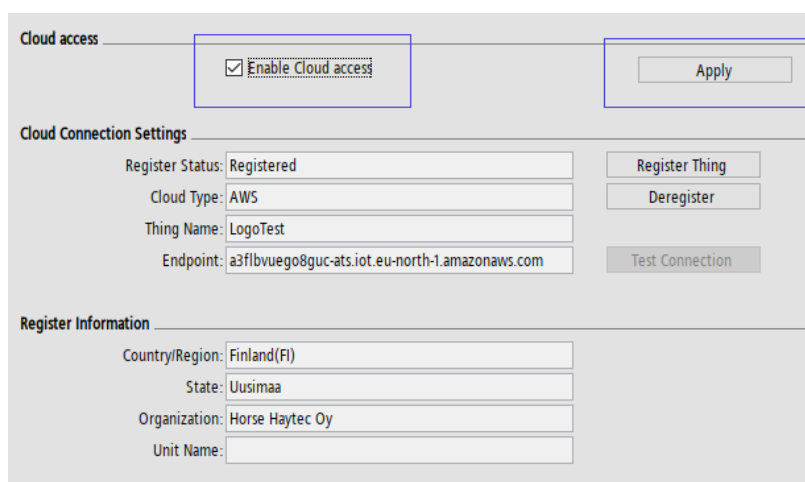 Cloud access
Enable Cloud access
Apply
Cloud Connection Settings
Register Status: Registered
Register Thing
Cloud Type: AWS
Deregister
Thing Name: LogoTest
Endpoint: a3flbvuego8guc-ats.iot.eu-north-1.amazonaws.com
Test Connection
Register Information
Country/Region: Finland(FI)
State: Uusimaa
Organization: Horse Haytec Oy
Unit Name: